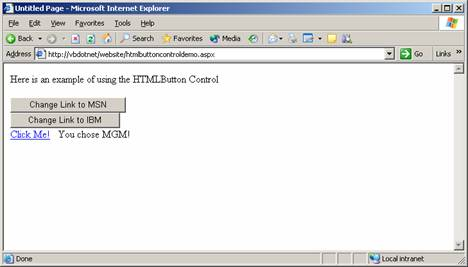 Untitled Page - Microsoft Internet Explorer
File Edit View Favorites Tools Help
Back Search Favorites Media
Address http://vbdotnet/website/htmlbuttoncontroldemo.aspx Go Links »
Here is an example of using the HTMLButton Control
Change Link to MSN
Change Link to IBM
Click Me! You chose MGM!
Done Local intranet